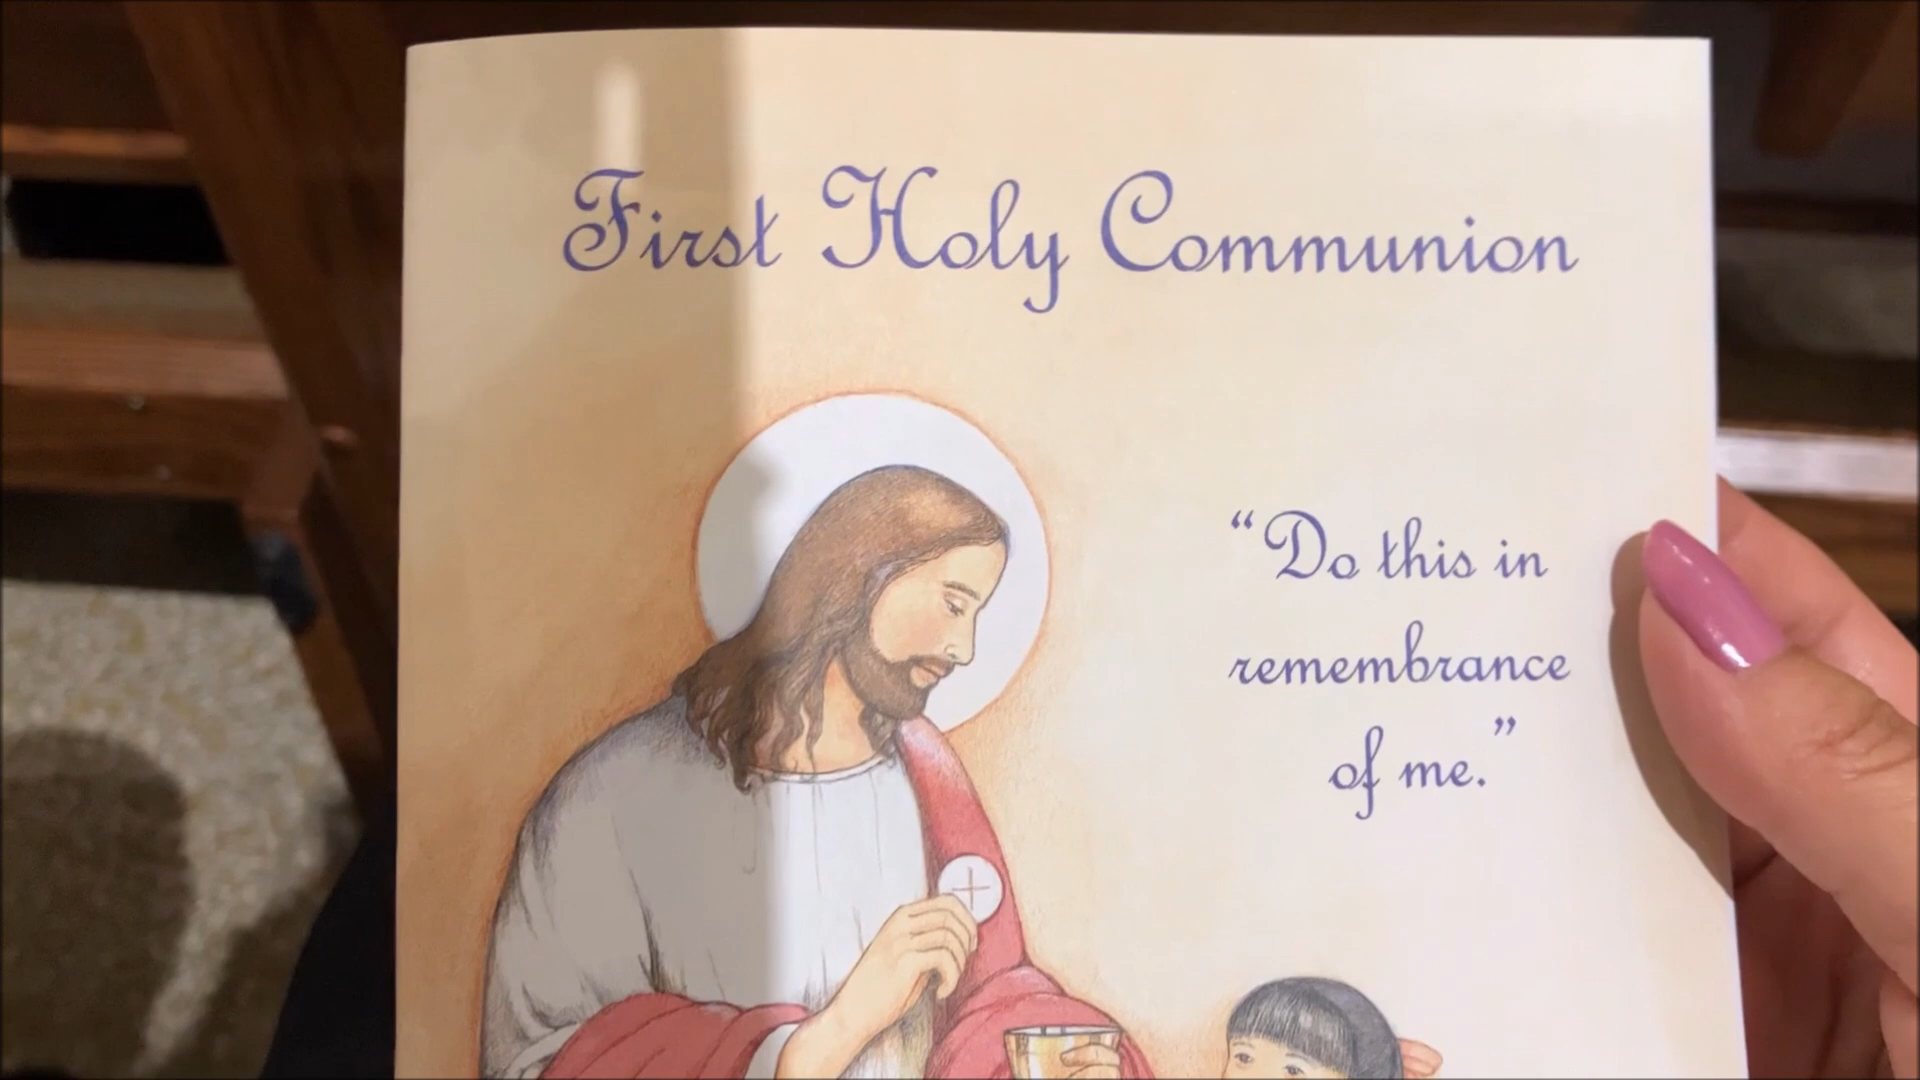 First Holy Communion
“Do this in
remembrance
of me.”